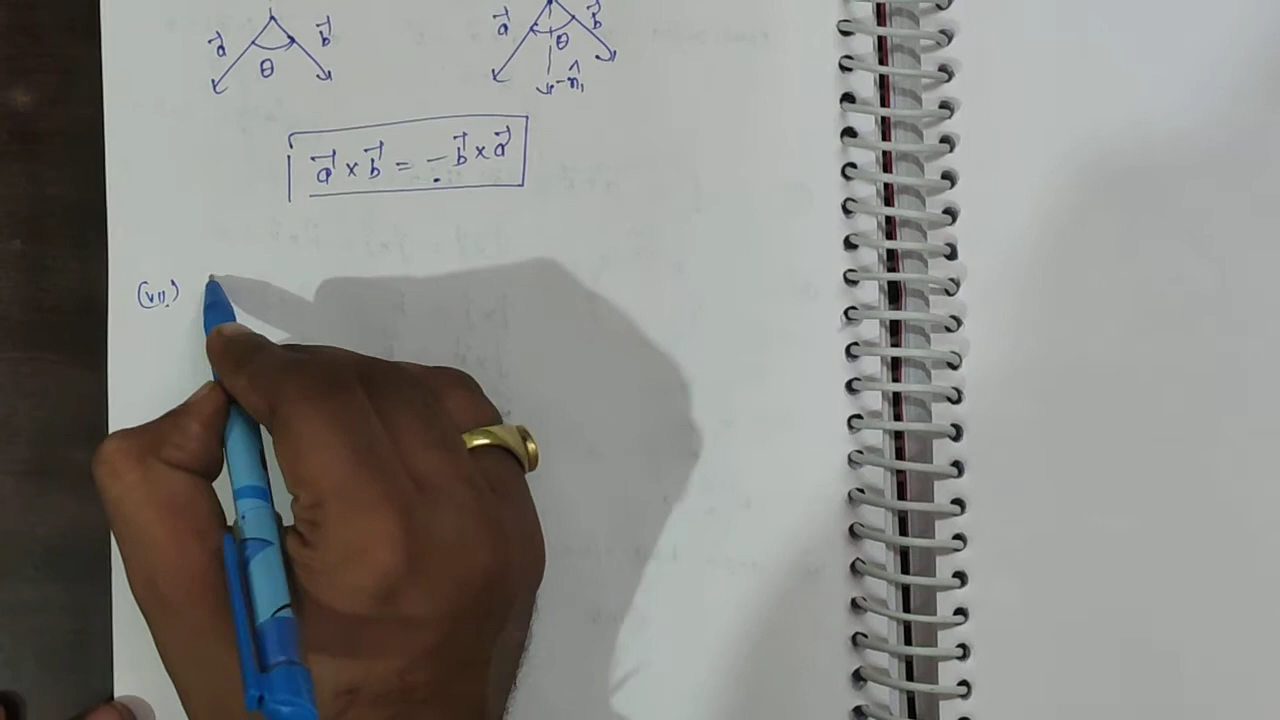 a⃗ b⃗ a⃗ b⃗
θ θ
-n̂₁
a⃗ × b⃗ = -b⃗ × a⃗
(vii)